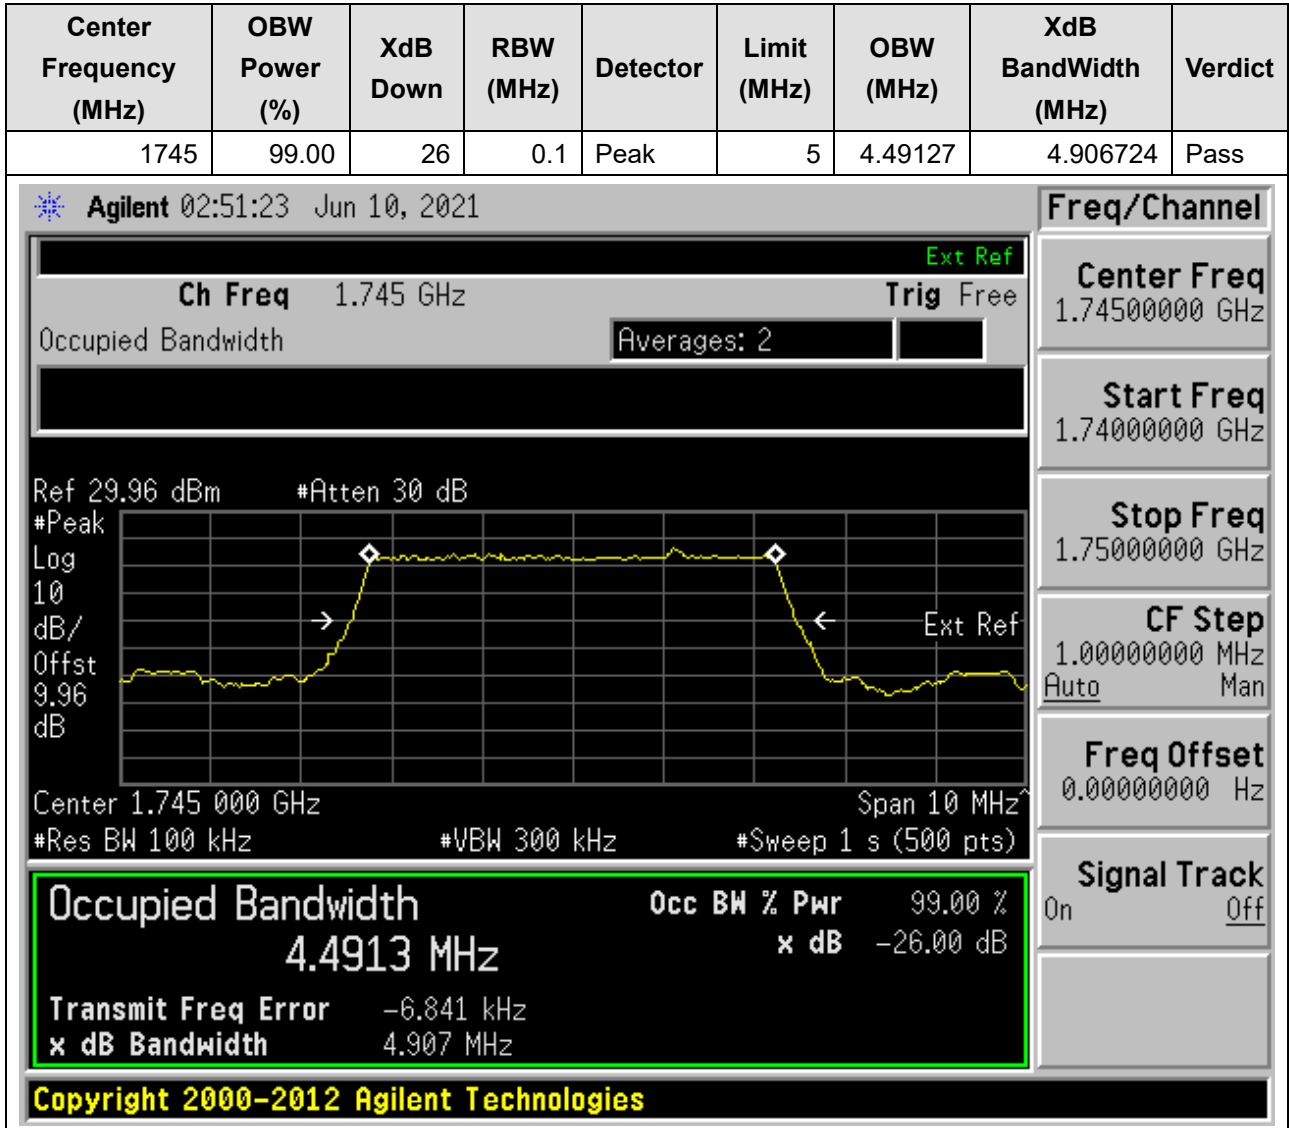 Center Frequency (MHz) OBW Power (%) XdB Down RBW (MHz) Detector Limit (MHz) OBW (MHz) XdB BandWidth (MHz) Verdict
1745 99.00 26 0.1 Peak 5 4.49127 4.906724 Pass
Agilent 02:51:23 Jun 10, 2021
Freq/Channel
Ext Ref
Ch Freq 1.745 GHz Trig Free
Occupied Bandwidth Averages: 2
Center Freq
1.74500000 GHz
Start Freq
1.74000000 GHz
Stop Freq
1.75000000 GHz
CF Step
1.00000000 MHz
Auto Man
Freq Offset
0.00000000 Hz
Signal Track
On Off
Ref 29.96 dBm #Atten 30 dB
#Peak
Log
10
dB/
Offst
9.96
dB
Ext Ref
Center 1.745 000 GHz Span 10 MHz^
#Res BW 100 kHz #VBW 300 kHz #Sweep 1 s (500 pts)
Occupied Bandwidth
4.4913 MHz
Occ BW % Pwr 99.00 %
x dB -26.00 dB
Transmit Freq Error -6.841 kHz
x dB Bandwidth 4.907 MHz
Copyright 2000-2012 Agilent Technologies